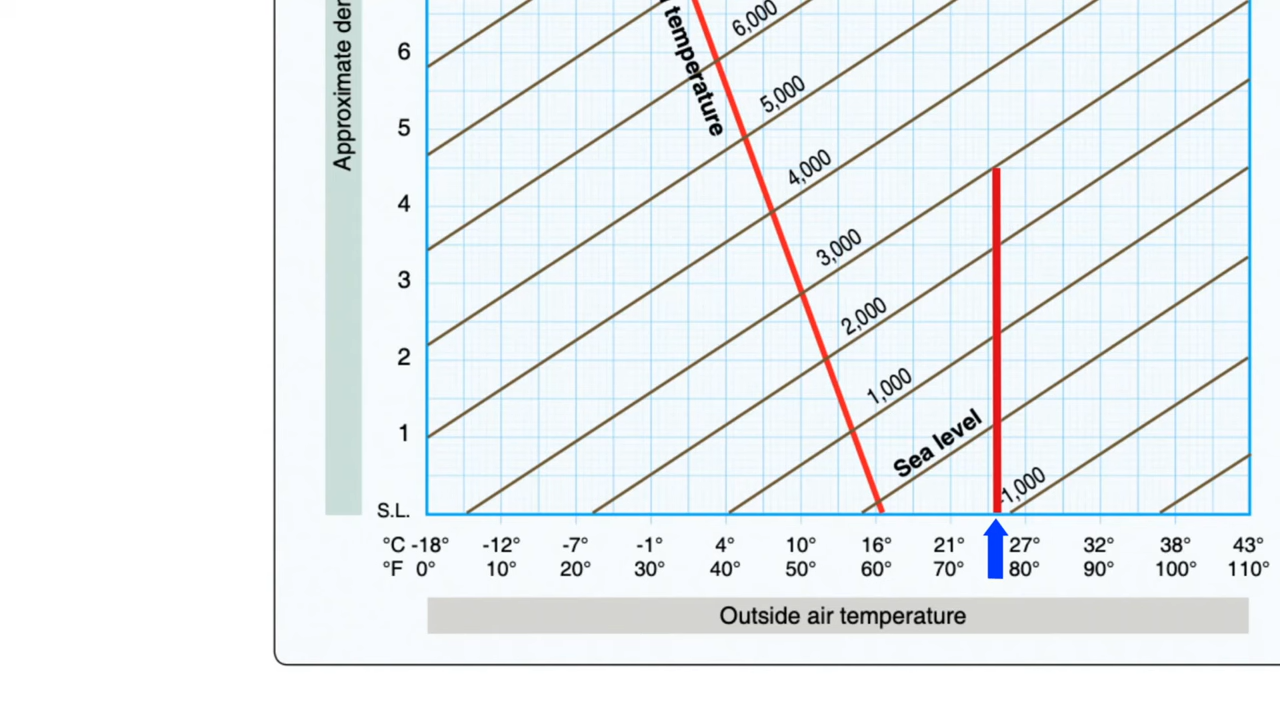 Approximate den
temperature
6,000
6
5,000
5
4,000
4
3,000
3
2,000
2
1,000
1
Sea level
-1,000
S.L.
°C -18° -12° -7° -1° 4° 10° 16° 21° 27° 32° 38° 43°
°F 0° 10° 20° 30° 40° 50° 60° 70° 80° 90° 100° 110°
Outside air temperature